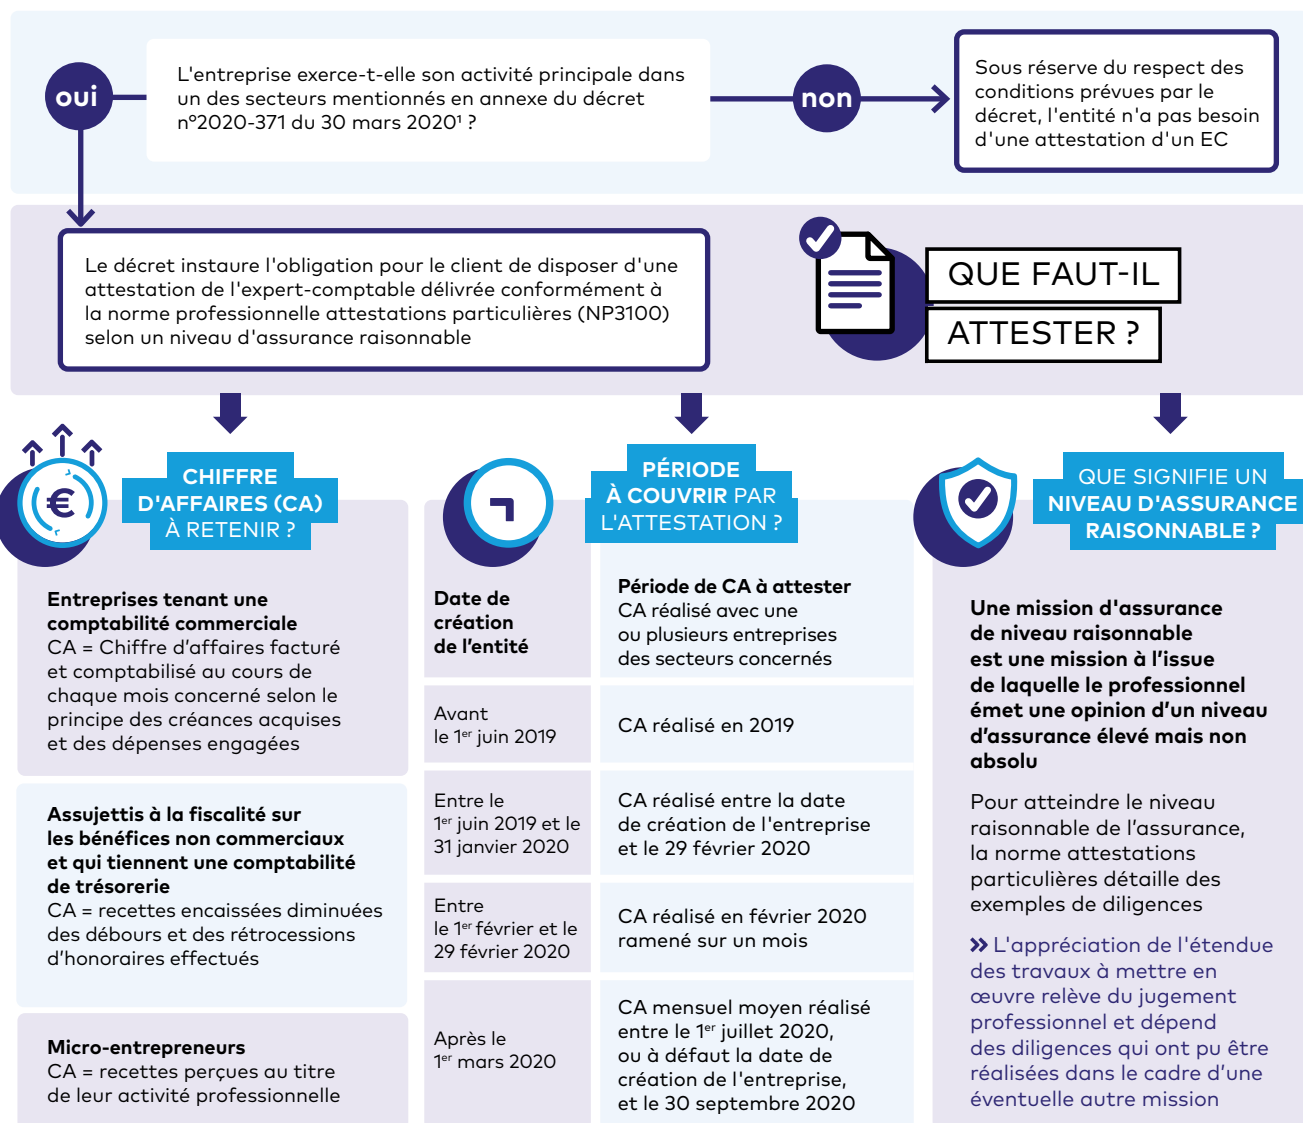 oui
L'entreprise exerce-t-elle son activité principale dans
un des secteurs mentionnés en annexe du décret
n°2020-371 du 30 mars 2020¹ ?
non
Sous réserve du respect des
conditions prévues par le
décret, l'entité n'a pas besoin
d'une attestation d'un EC
Le décret instaure l'obligation pour le client de disposer d'une
attestation de l'expert-comptable délivrée conformément à
la norme professionnelle attestations particulières (NP3100)
selon un niveau d'assurance raisonnable
QUE FAUT-IL
ATTESTER ?
€
CHIFFRE
D'AFFAIRES (CA)
À RETENIR ?
Entreprises tenant une
comptabilité commerciale
CA = Chiffre d’affaires facturé
et comptabilisé au cours de
chaque mois concerné selon le
principe des créances acquises
et des dépenses engagées
Assujettis à la fiscalité sur
les bénéfices non commerciaux
et qui tiennent une comptabilité
de trésorerie
CA = recettes encaissées diminuées
des débours et des rétrocessions
d’honoraires effectués
Micro-entrepreneurs
CA = recettes perçues au titre
de leur activité professionnelle
PÉRIODE
À COUVRIR PAR
L'ATTESTATION ?
Date de
création
de l’entité
Période de CA à attester
CA réalisé avec une
ou plusieurs entreprises
des secteurs concernés
Avant
le 1er juin 2019
CA réalisé en 2019
Entre le
1er juin 2019 et le
31 janvier 2020
CA réalisé entre la date
de création de l'entreprise
et le 29 février 2020
Entre
le 1er février et le
29 février 2020
CA réalisé en février 2020
ramené sur un mois
Après le
1er mars 2020
CA mensuel moyen réalisé
entre le 1er juillet 2020,
ou à défaut la date de
création de l'entreprise,
et le 30 septembre 2020
QUE SIGNIFIE UN
NIVEAU D'ASSURANCE
RAISONNABLE ?
Une mission d'assurance
de niveau raisonnable
est une mission à l’issue
de laquelle le professionnel
émet une opinion d’un niveau
d’assurance élevé mais non
absolu
Pour atteindre le niveau
raisonnable de l’assurance,
la norme attestations
particulières détaille des
exemples de diligences
» L'appréciation de l'étendue
des travaux à mettre en
œuvre relève du jugement
professionnel et dépend
des diligences qui ont pu être
réalisées dans le cadre d’une
éventuelle autre mission